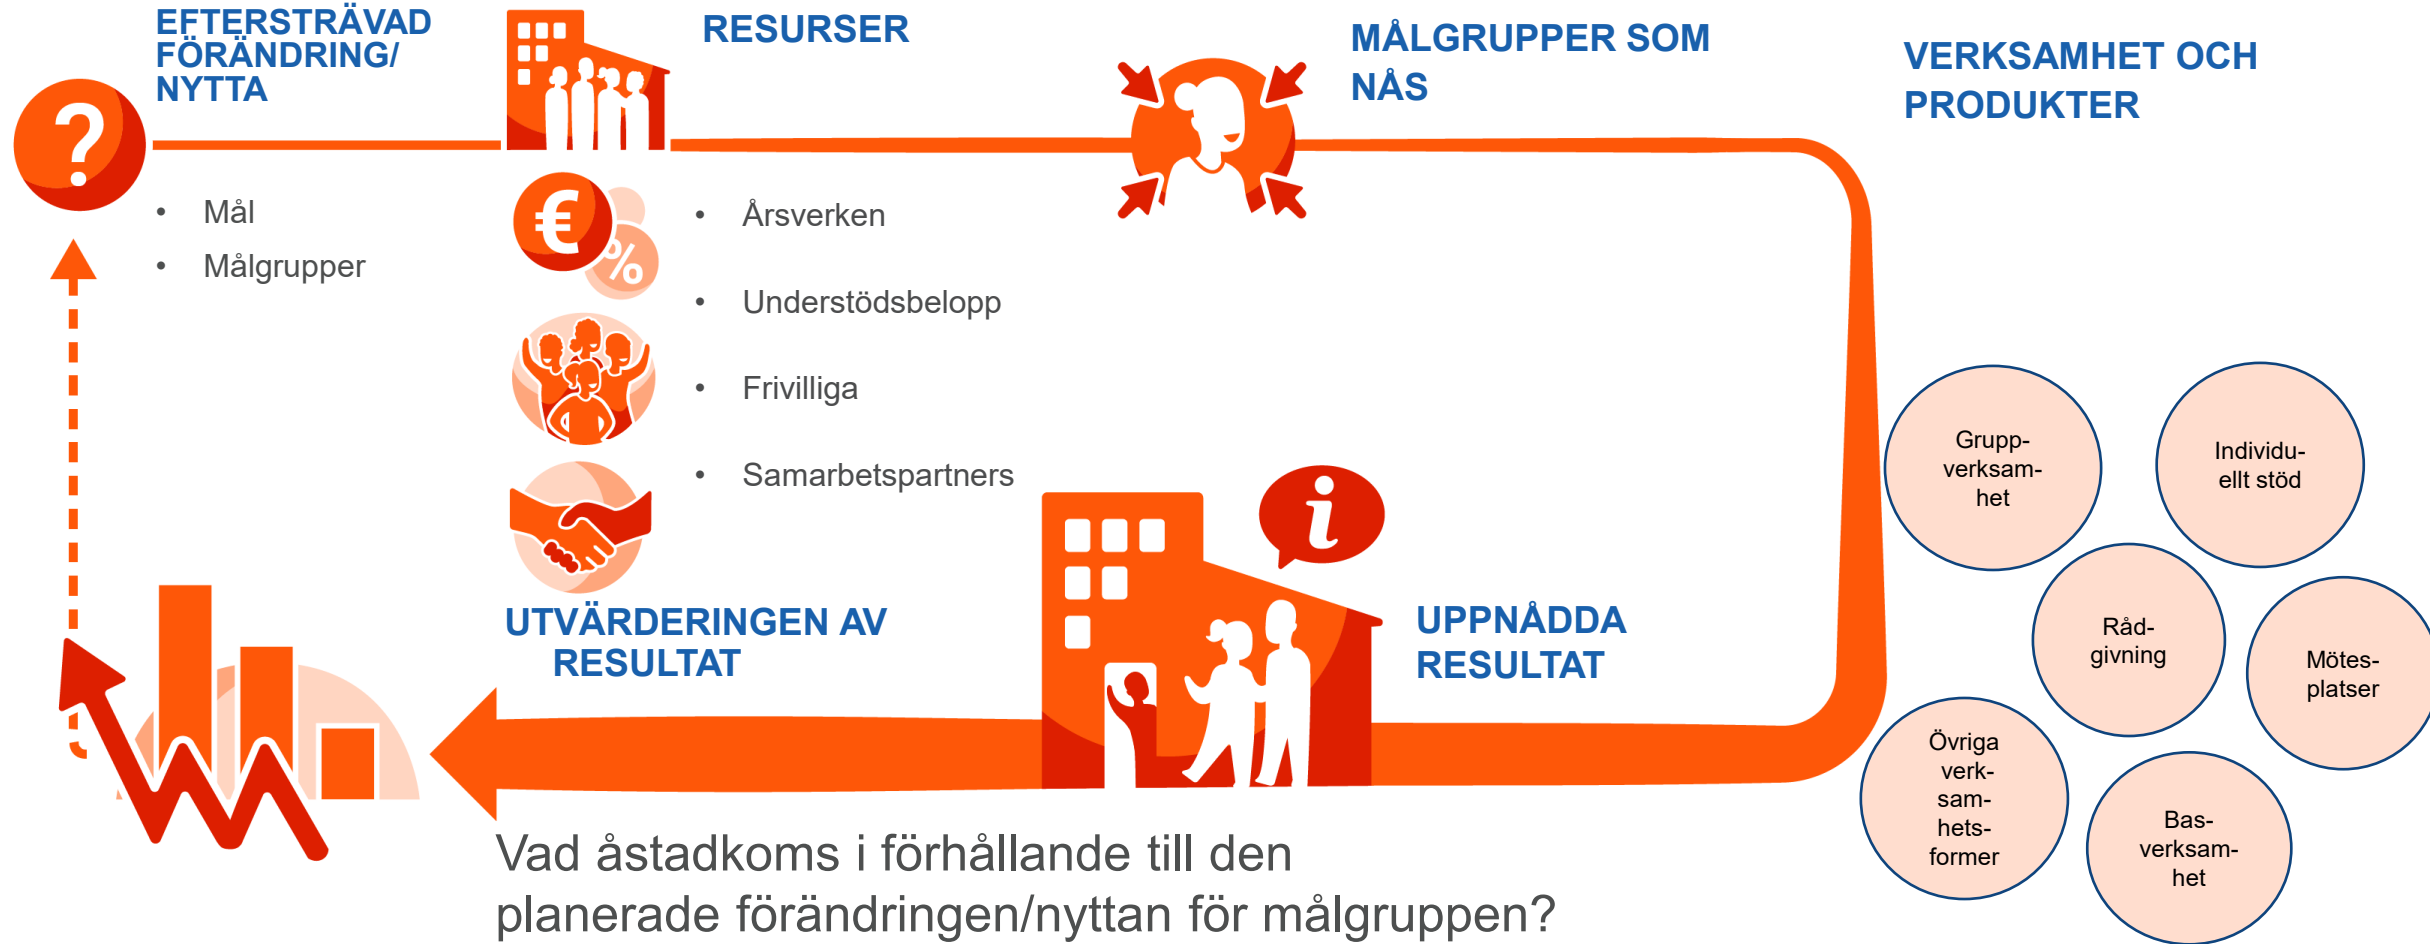 EFTERSTRÄVAD
FÖRÄNDRING/
NYTTA
?
• Mål
• Målgrupper
RESURSER
€
%
• Årsverken
• Understödsbelopp
• Frivilliga
• Samarbetspartners
MÅLGRUPPER SOM
NÅS
VERKSAMHET OCH
PRODUKTER
Grupp-
verksam-
het
Individu-
ellt stöd
Råd-
givning
Mötes-
platser
Övriga
verk-
sam-
hets-
former
Bas-
verksam-
het
i
UPPNÅDDA
RESULTAT
UTVÄRDERINGEN AV
RESULTAT
Vad åstadkoms i förhållande till den
planerade förändringen/nyttan för målgruppen?